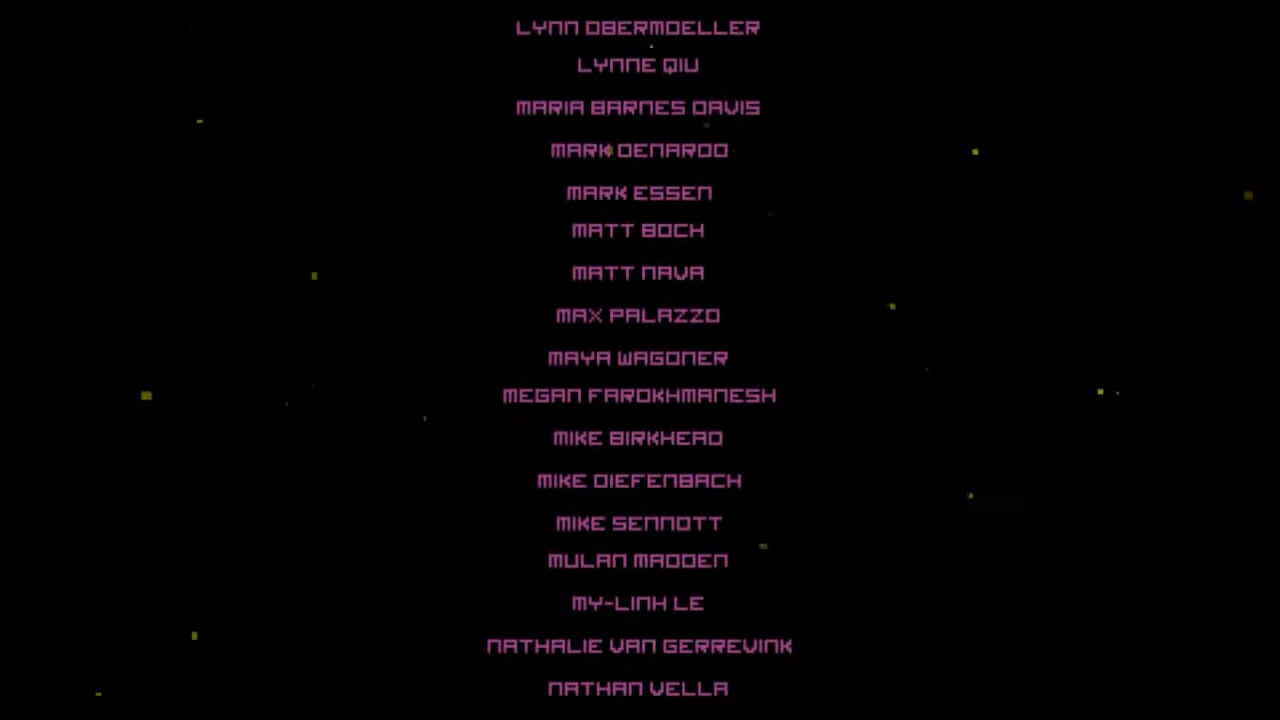 LYNN OBERMOELLER
LYNNE QIU
MARIA BARNES DAVIS
MARK DENARDO
MARK ESSEN
MATT BOCH
MATT NAVA
MAX PALAZZO
MAYA WAGONER
MEGAN FAROKHMANESH
MIKE BIRKHEAD
MIKE DIEFENBACH
MIKE SENNOTT
MULAN MADDEN
MY-LINH LE
NATHALIE VAN GERREVINK
NATHAN VELLA